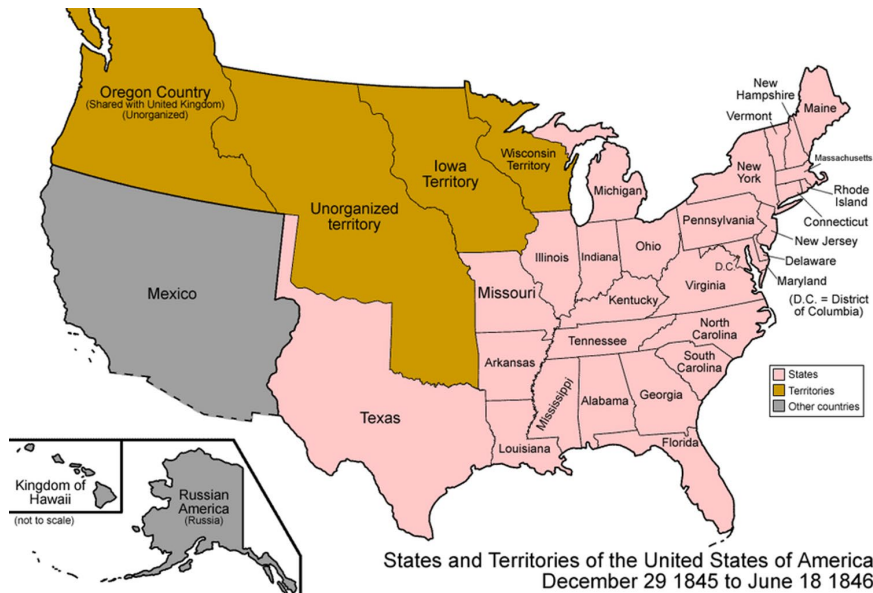 Oregon Country
(Shared with United Kingdom)
(Unorganized)
Iowa
Territory
Wisconsin
Territory
Unorganized
territory
Mexico
New
Hampshire
Vermont
Maine
Massachusetts
New
York
Rhode
Island
Connecticut
Michigan
Pennsylvania
New Jersey
Delaware
Maryland
(D.C. = District
of Columbia)
D.C.
Illinois
Indiana
Ohio
Virginia
Missouri
Kentucky
North
Carolina
Tennessee
South
Carolina
Arkansas
Mississippi
Alabama
Georgia
Texas
Louisiana
Florida
States
Territories
Other countries
Kingdom of
Hawaii
(not to scale)
Russian
America
(Russia)
States and Territories of the United States of America
December 29 1845 to June 18 1846